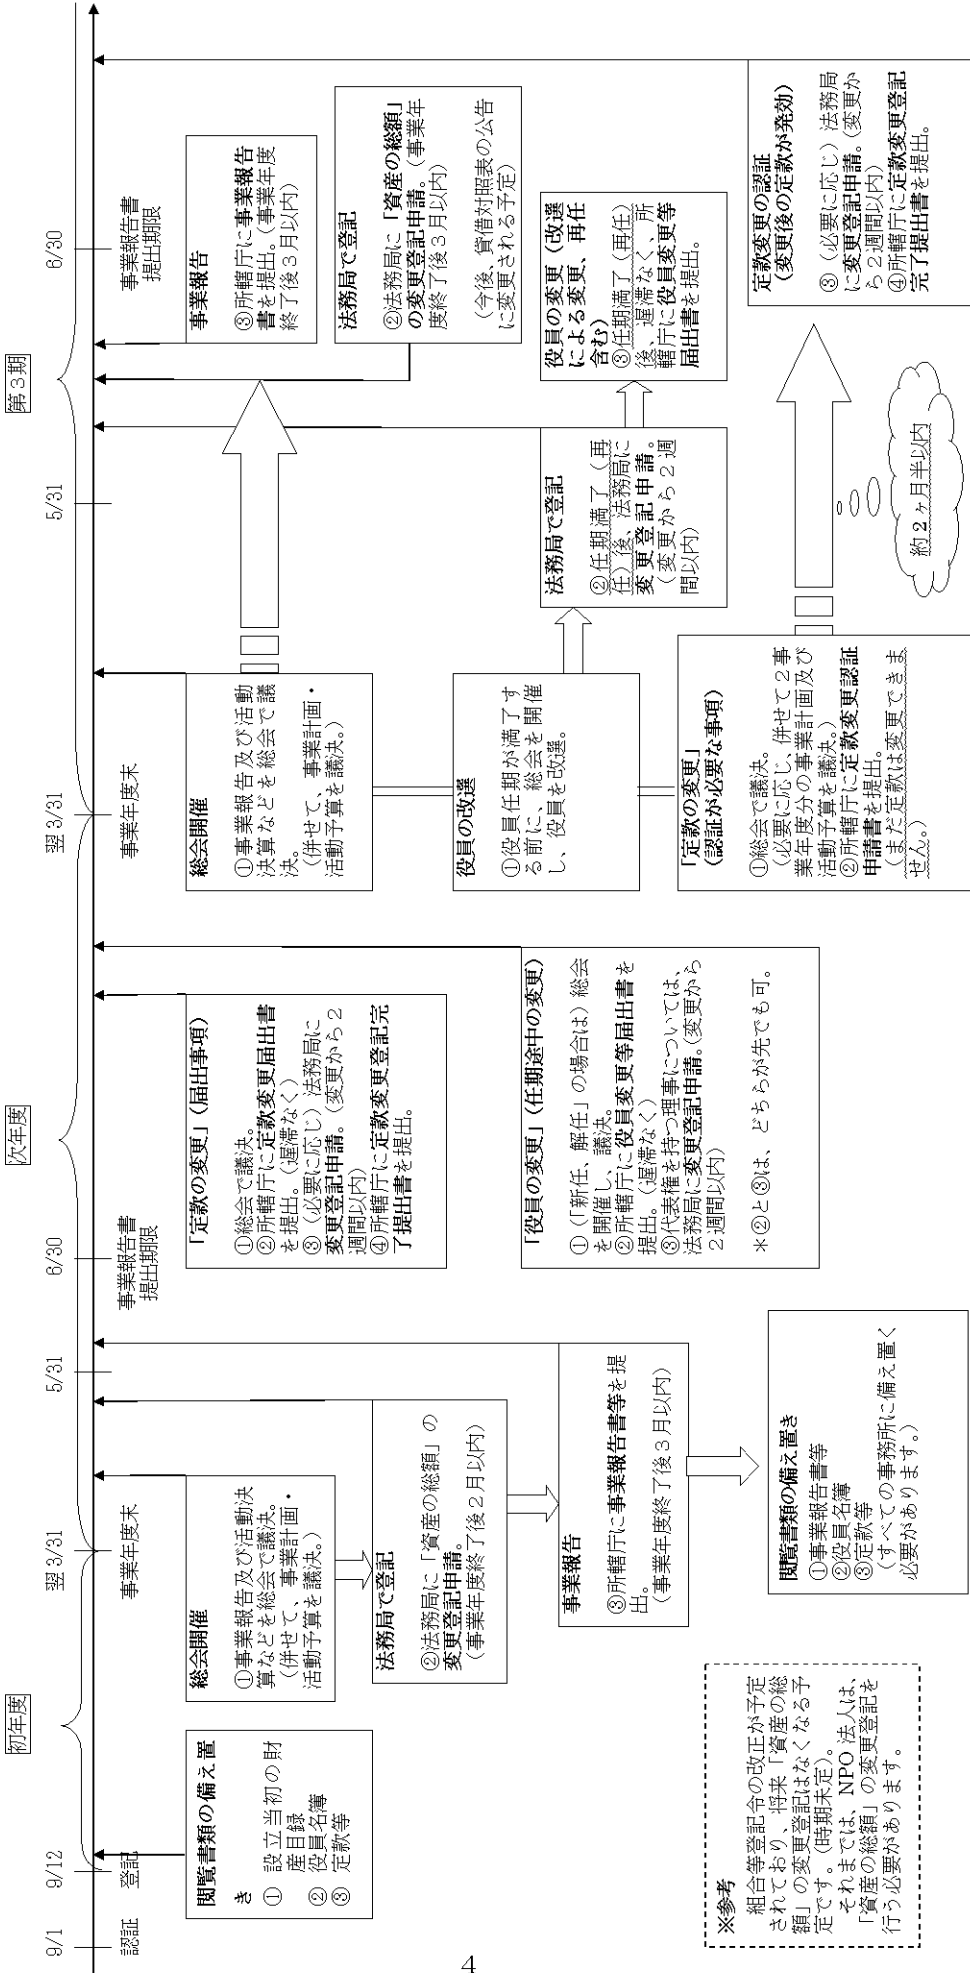 初年度
次年度
第3期
9/1
9/12
翌3/31
5/31
6/30
翌3/31
5/31
6/30
認証
登記
事業年度末
事業報告書
提出期限
事業年度末
事業報告書
提出期限
閲覧書類の備え置
き
① 設立当初の財
産目録
② 役員名簿
③ 定款等
総会開催
①事業報告及び活動決
算などを総会で議決。
(併せて、事業計画・
活動予算を議決。)
法務局で登記
②法務局に「資産の総額」の
変更登記申請。
(事業年度終了後2月以内)
事業報告
③所轄庁に事業報告書等を提
出。
(事業年度終了後3月以内)
閲覧書類の備え置き
①事業報告書等
②役員名簿
③定款等
(すべての事務所に備え置く
必要があります。)
※参考
組合等登記令の改正が予定
されており、将来「資産の総
額」の変更登記はなくなる予
定です。(時期未定)。
それまでは、NPO 法人は、
「資産の総額」の変更登記を
行う必要があります。
「定款の変更」(届出事項)
①総会で議決。
②所轄庁に定款変更届出書
を提出。(遅滞なく)
③(必要に応じ)法務局に
変更登記申請。(変更から2
週間以内)
④所轄庁に定款変更登記完
了提出書を提出。
「役員の変更」(任期途中の変更)
①(「新任、解任」の場合は)総会
を開催し、議決。
②所轄庁に役員変更等届出書を
提出。(遅滞なく)
③代表権を持つ理事については、
法務局に変更登記申請。(変更から
2週間以内)
*②と③は、どちらが先でも可。
総会開催
①事業報告及び活動
決算などを総会で議
決。
(併せて、事業計画・
活動予算を議決。)
役員の改選
①役員任期が満了す
る前に、総会を開催
し、役員を改選。
「定款の変更」
(認証が必要な事項)
①総会で議決。
(必要に応じ、併せて2事
業年度分の事業計画及び
活動予算を議決。)
②所轄庁に定款変更認証
申請書を提出。
(まだ定款は変更できま
せん。)
法務局で登記
②任期満了(再
任)後、法務局に
変更登記申請。
(変更から2週
間以内)
事業報告
③所轄庁に事業報告
書を提出。(事業年度
終了後3月以内)
法務局で登記
②法務局に「資産の総額」
の変更登記申請。(事業年
度終了後3月以内)
(今後、貸借対照表の公告
に変更される予定)
役員の変更(改選
による変更、再任
含む)
③任期満了(再任)
後、遅滞なく、所
轄庁に役員変更等
届出書を提出。
約2ヶ月半以内
定款変更の認証
(変更後の定款が発効)
③(必要に応じ)法務局
に変更登記申請。(変更か
ら2週間以内)
④所轄庁に定款変更登記
完了提出書を提出。
4